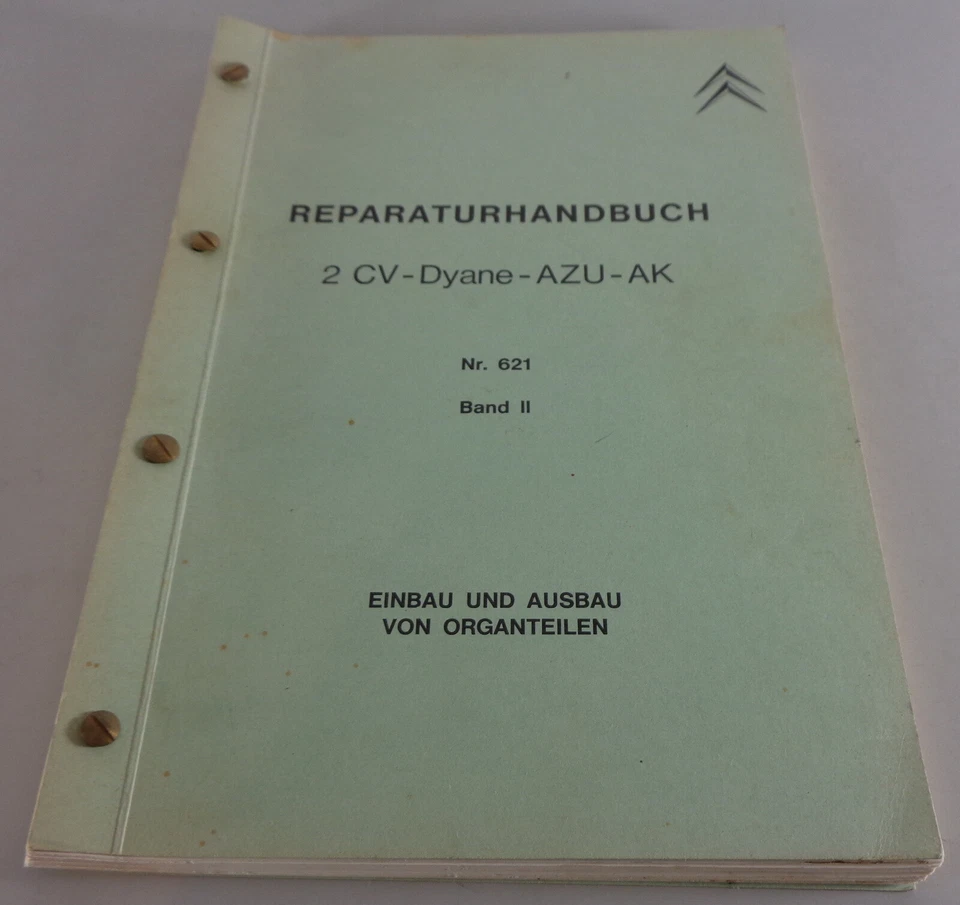 REPARATURHANDBUCH
2 CV-Dyane-AZU-AK
Nr. 621
Band II
EINBAU UND AUSBAU
VON ORGANTEILEN